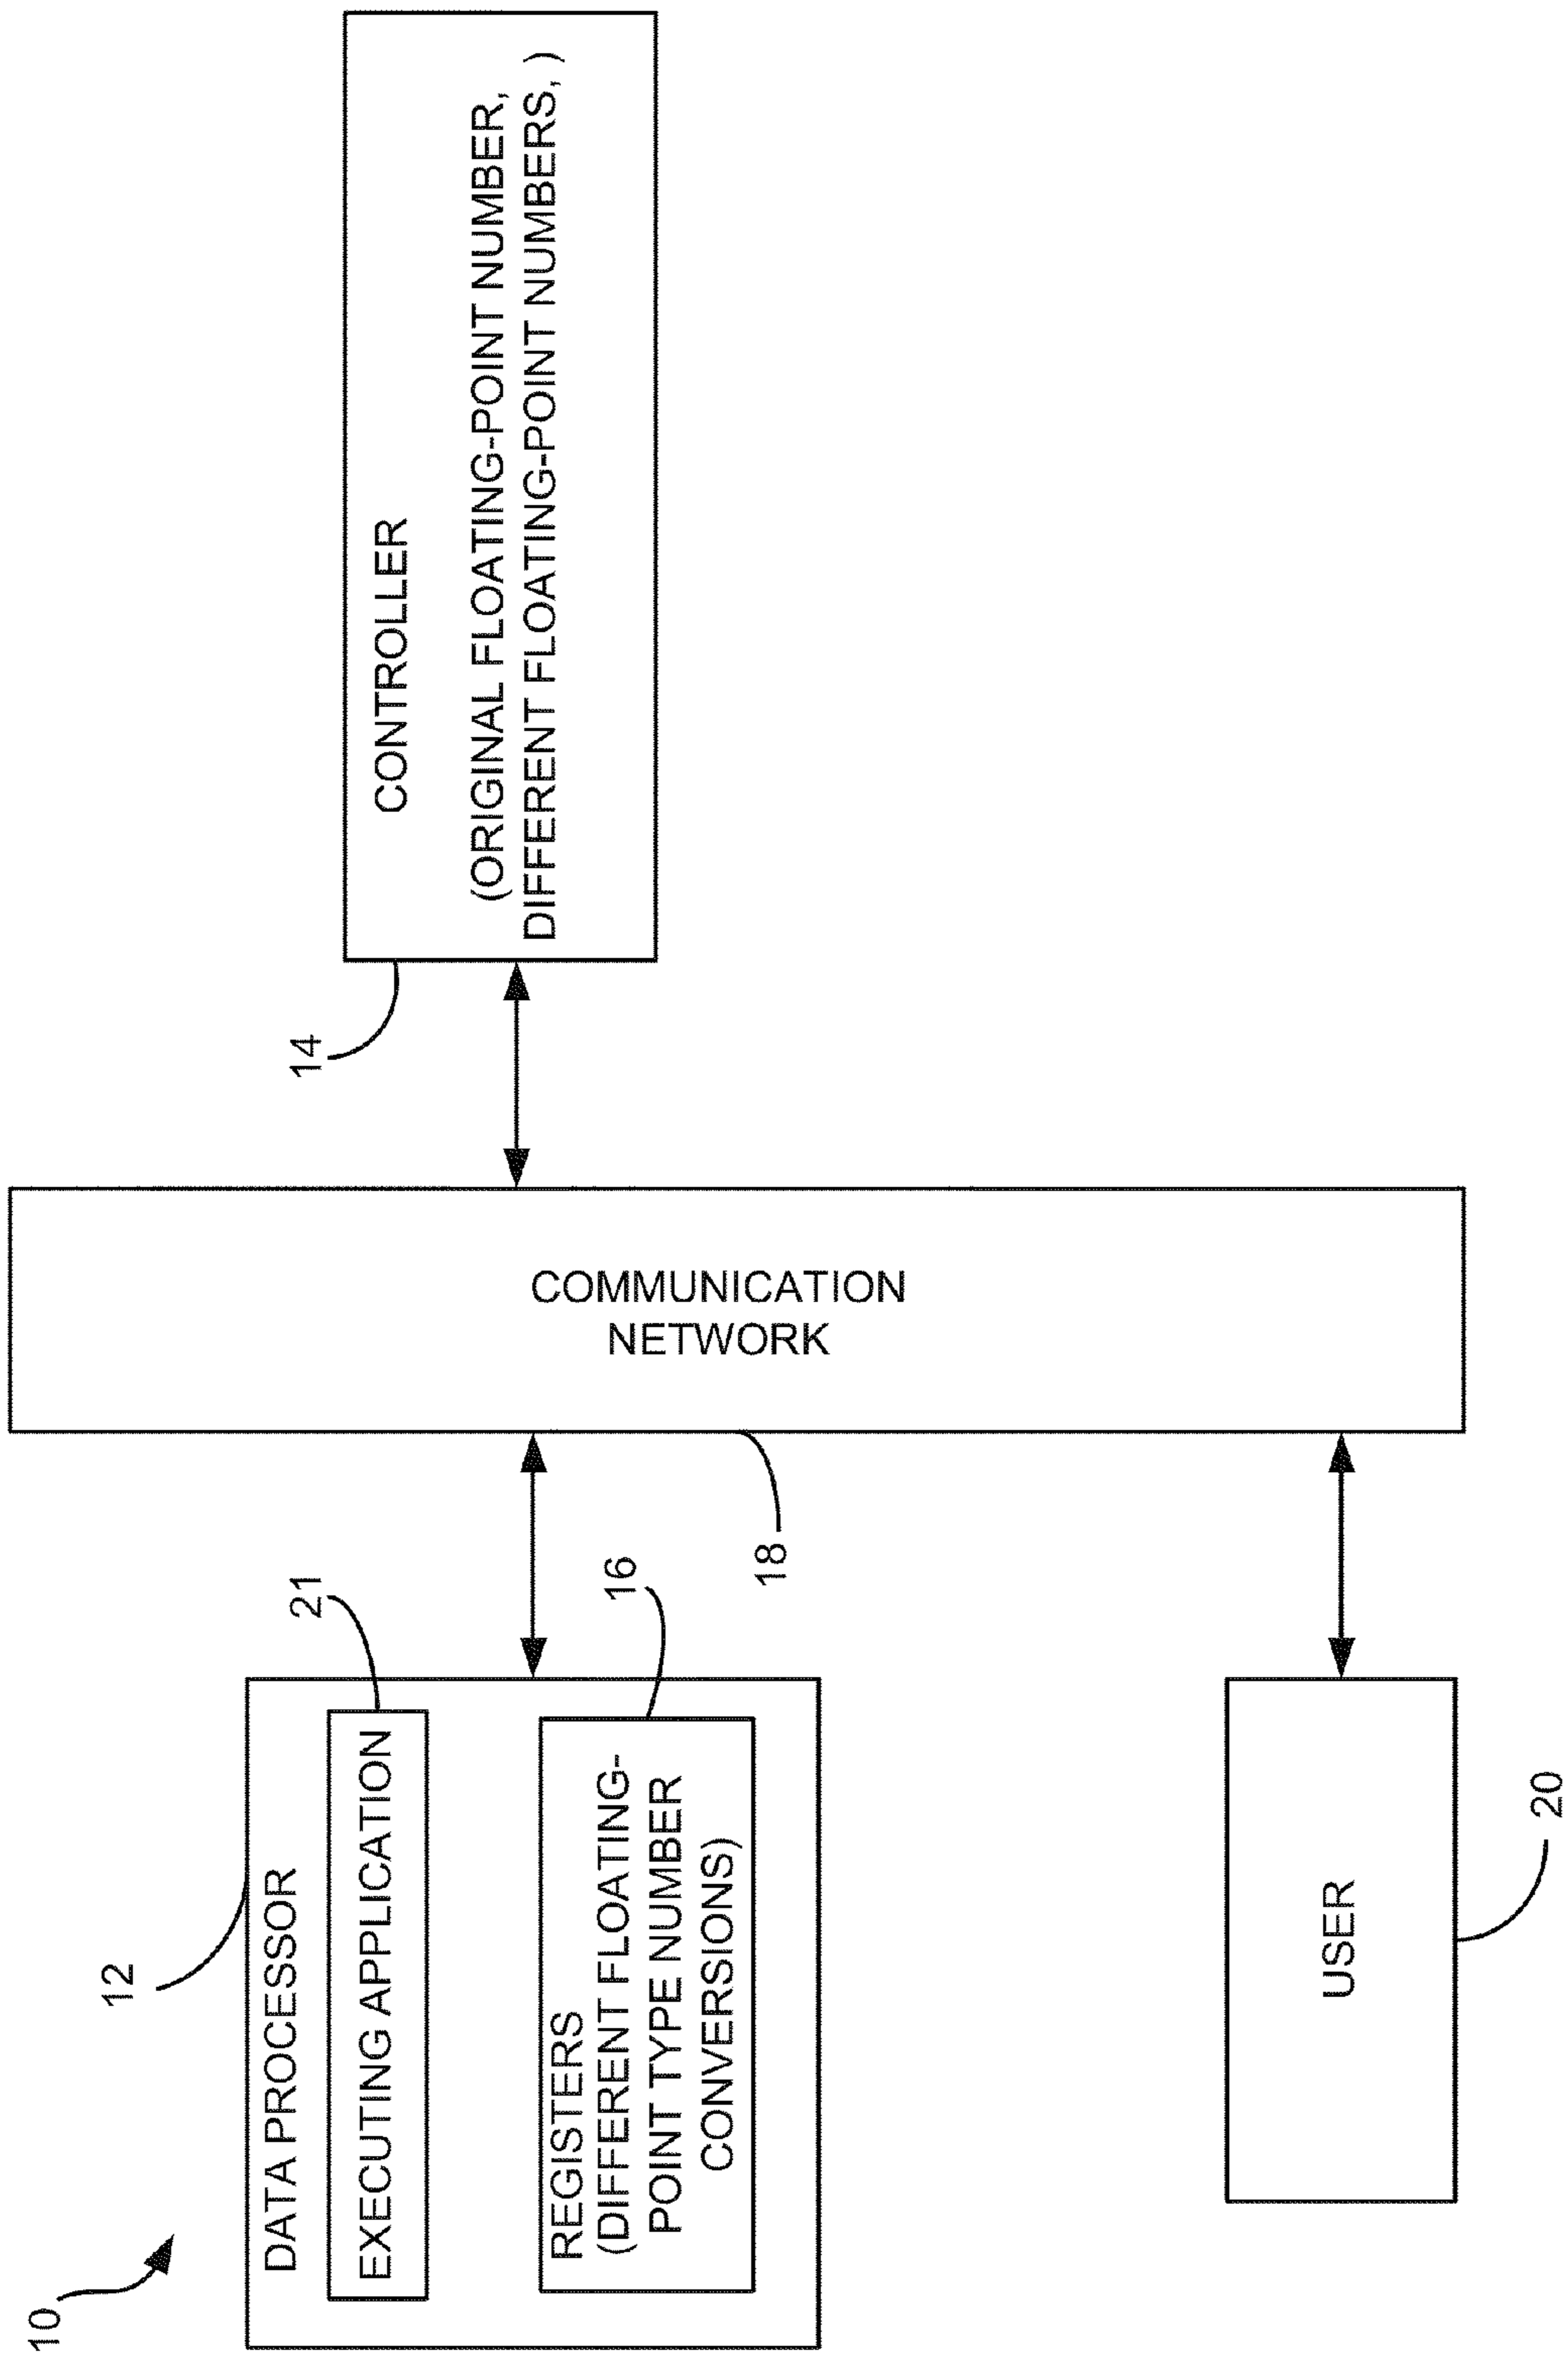 10
12
DATA PROCESSOR
21
EXECUTING APPLICATION
16
REGISTERS
(DIFFERENT FLOATING-
POINT TYPE NUMBER
CONVERSIONS)
18
COMMUNICATION
NETWORK
14
CONTROLLER
(ORIGINAL FLOATING-POINT NUMBER,
DIFFERENT FLOATING-POINT NUMBERS, )
USER
20